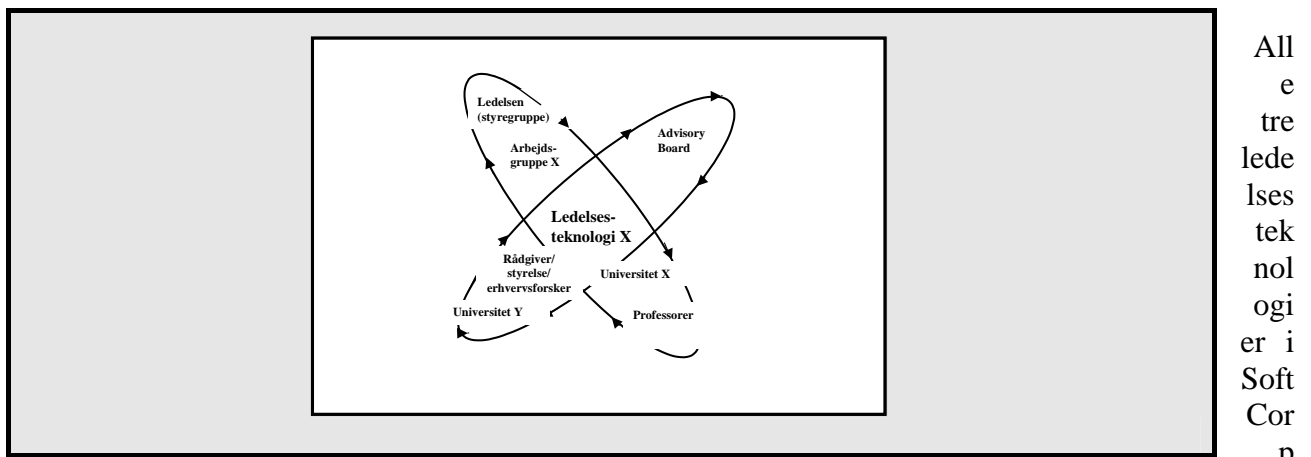 Ledelsen
(styregruppe)
Arbejds-
gruppe X
Advisory
Board
Ledelses-
teknologi X
Rådgiver/
styrelse/
erhvervsforsker
Universitet X
Universitet Y
Professorer
All
e
tre
lede
lses
tek
nol
ogi
er i
Soft
Cor
p